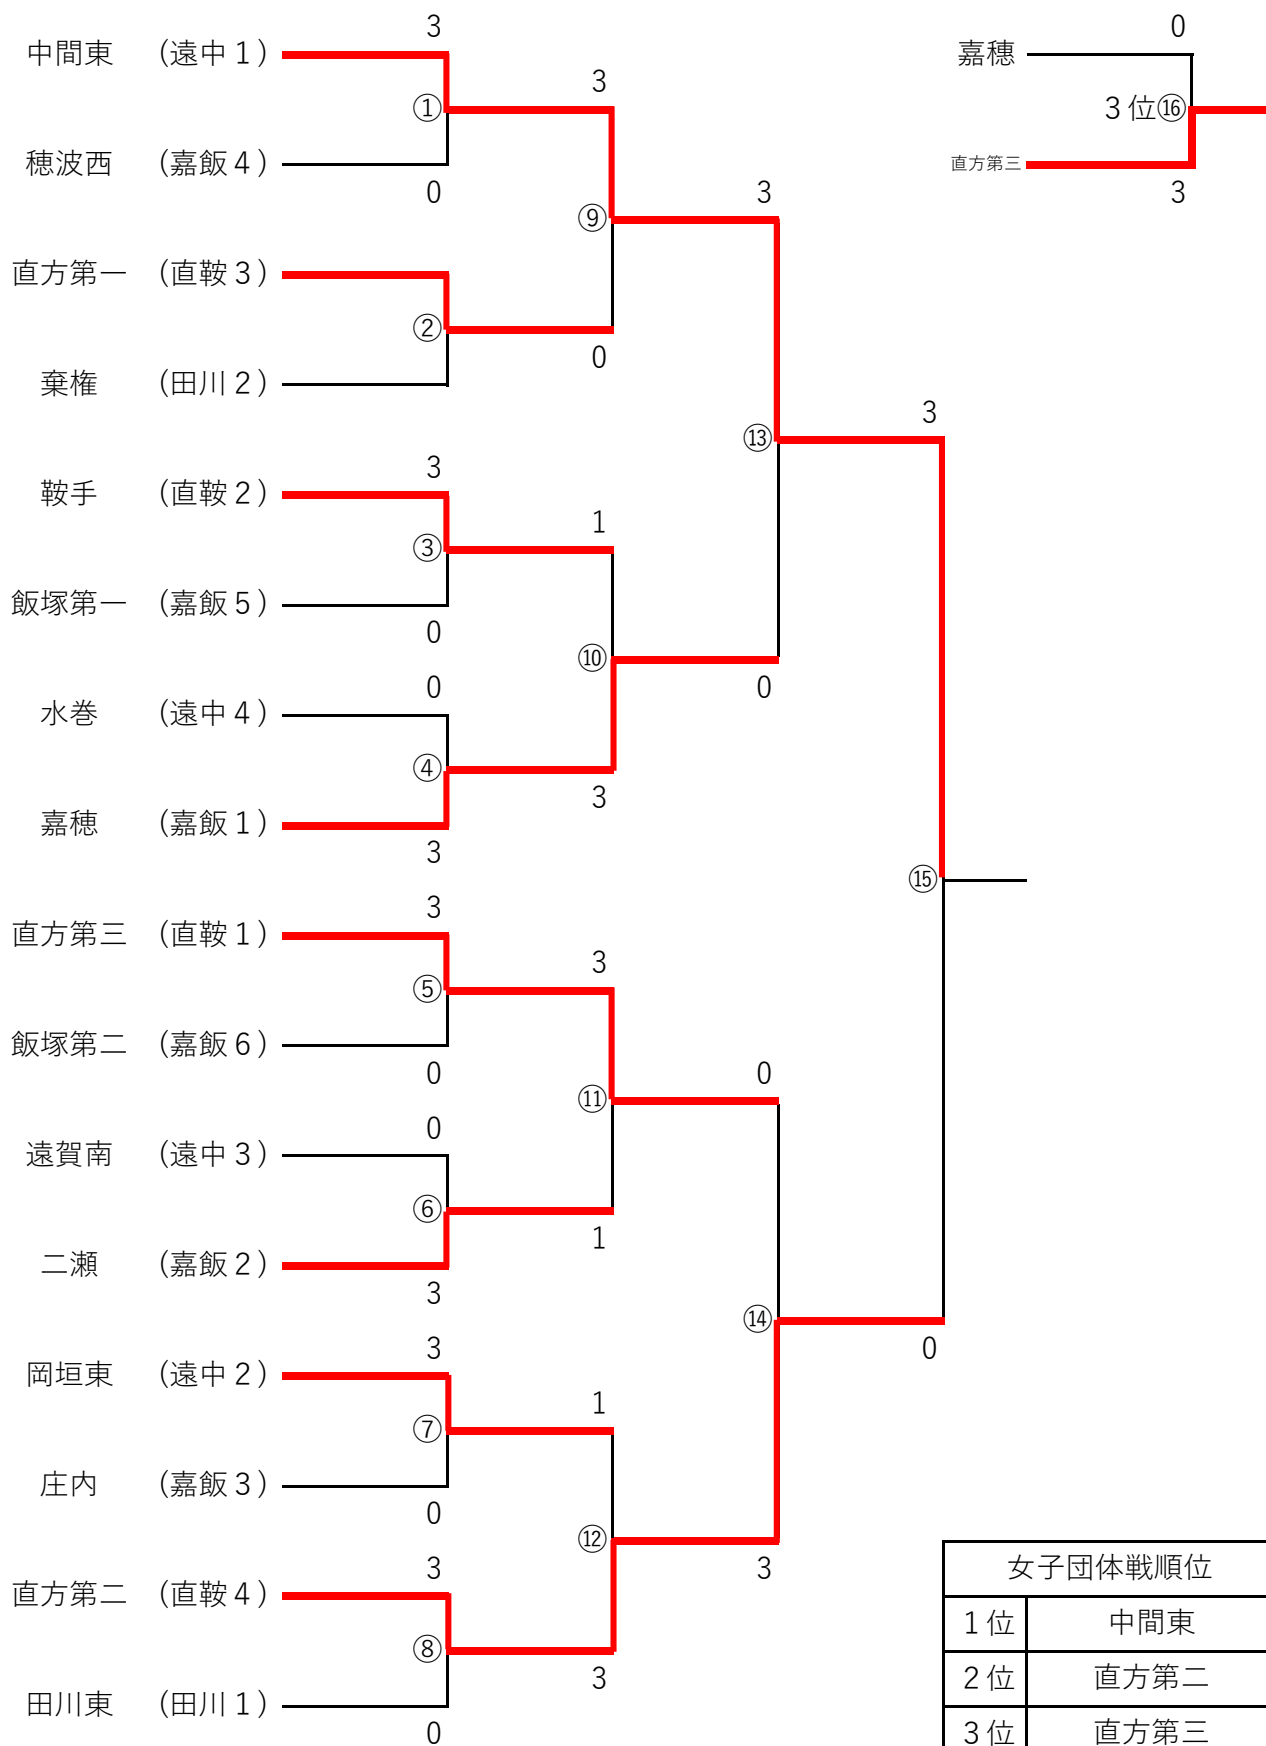 3
0
中間東 (遠中1)
嘉穂
3
①
3位⑯
穂波西 (嘉飯4)
直方第三
0
3
3
⑨
直方第一 (直鞍3)
②
0
棄権 (田川2)
3
⑬
3
鞍手 (直鞍2)
1
③
飯塚第一 (嘉飯5)
0
⑩
0
0
水巻 (遠中4)
④
3
嘉穂 (嘉飯1)
3
⑮
3
直方第三 (直鞍1)
3
⑤
飯塚第二 (嘉飯6)
0
0
⑪
0
遠賀南 (遠中3)
⑥
1
二瀬 (嘉飯2)
3
⑭
3
0
岡垣東 (遠中2)
1
⑦
庄内 (嘉飯3)
0
⑫
3
3
女子団体戦順位
直方第二 (直鞍4)
1位 中間東
⑧
3
2位 直方第二
田川東 (田川1)
0
3位 直方第三